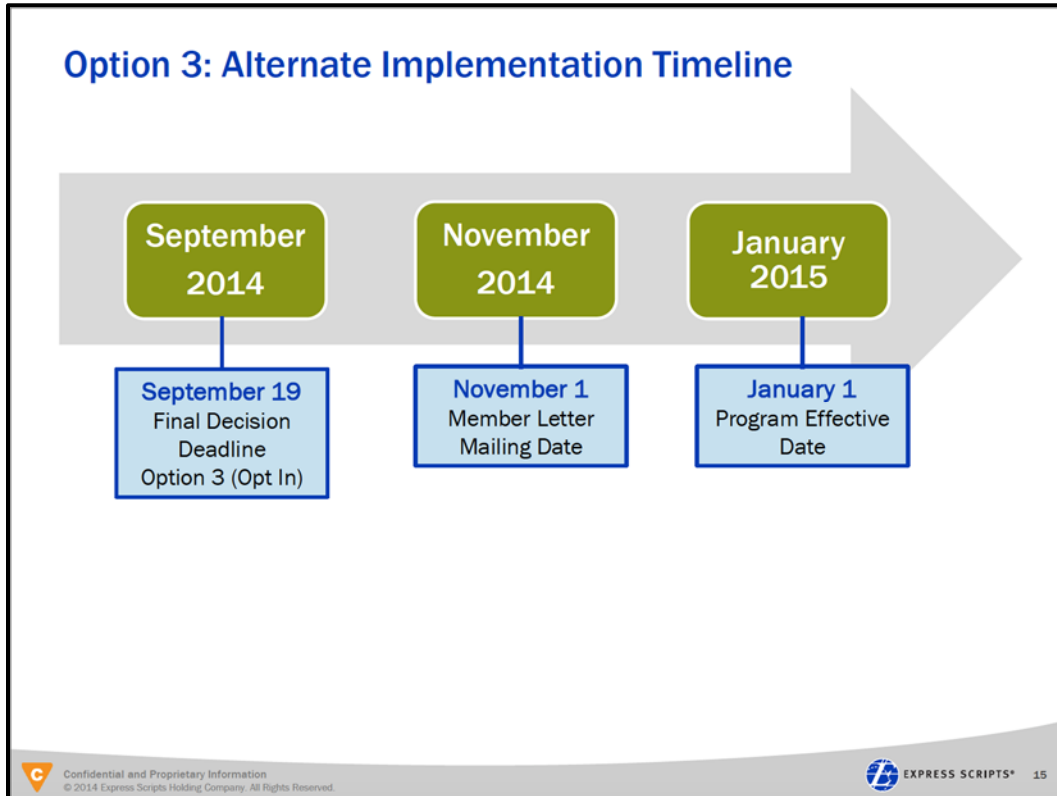 Option 3: Alternate Implementation Timeline
September
2014
November
2014
January
2015
September 19
Final Decision
Deadline
Option 3 (Opt In)
November 1
Member Letter
Mailing Date
January 1
Program Effective
Date
C
Confidential and Proprietary Information
© 2014 Express Scripts Holding Company. All Rights Reserved.
EXPRESS SCRIPTS®
15